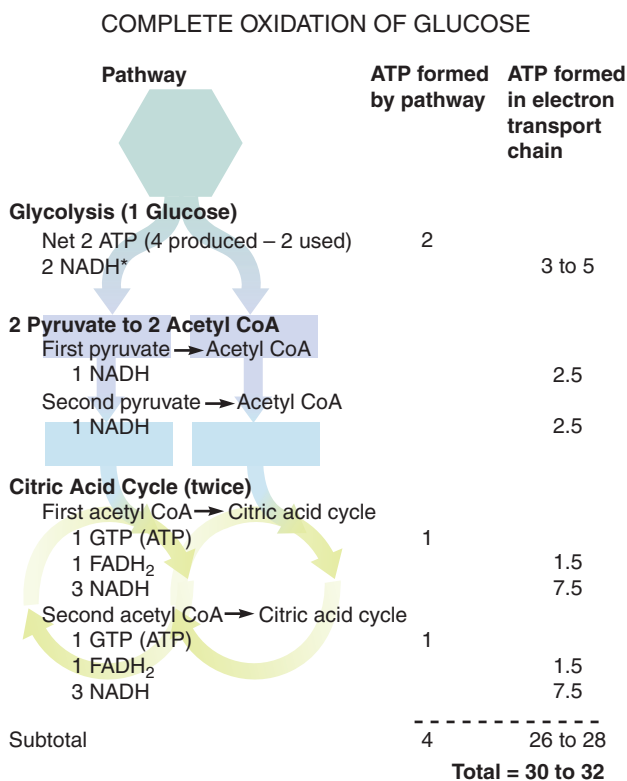 COMPLETE OXIDATION OF GLUCOSE
Pathway ATP formed by pathway ATP formed in electron transport chain
Glycolysis (1 Glucose)
Net 2 ATP (4 produced – 2 used) 2
2 NADH* 3 to 5
2 Pyruvate to 2 Acetyl CoA
First pyruvate → Acetyl CoA
1 NADH 2.5
Second pyruvate → Acetyl CoA
1 NADH 2.5
Citric Acid Cycle (twice)
First acetyl CoA → Citric acid cycle
1 GTP (ATP) 1
1 FADH₂ 1.5
3 NADH 7.5
Second acetyl CoA → Citric acid cycle
1 GTP (ATP) 1
1 FADH₂ 1.5
3 NADH 7.5
Subtotal 4 26 to 28
Total = 30 to 32